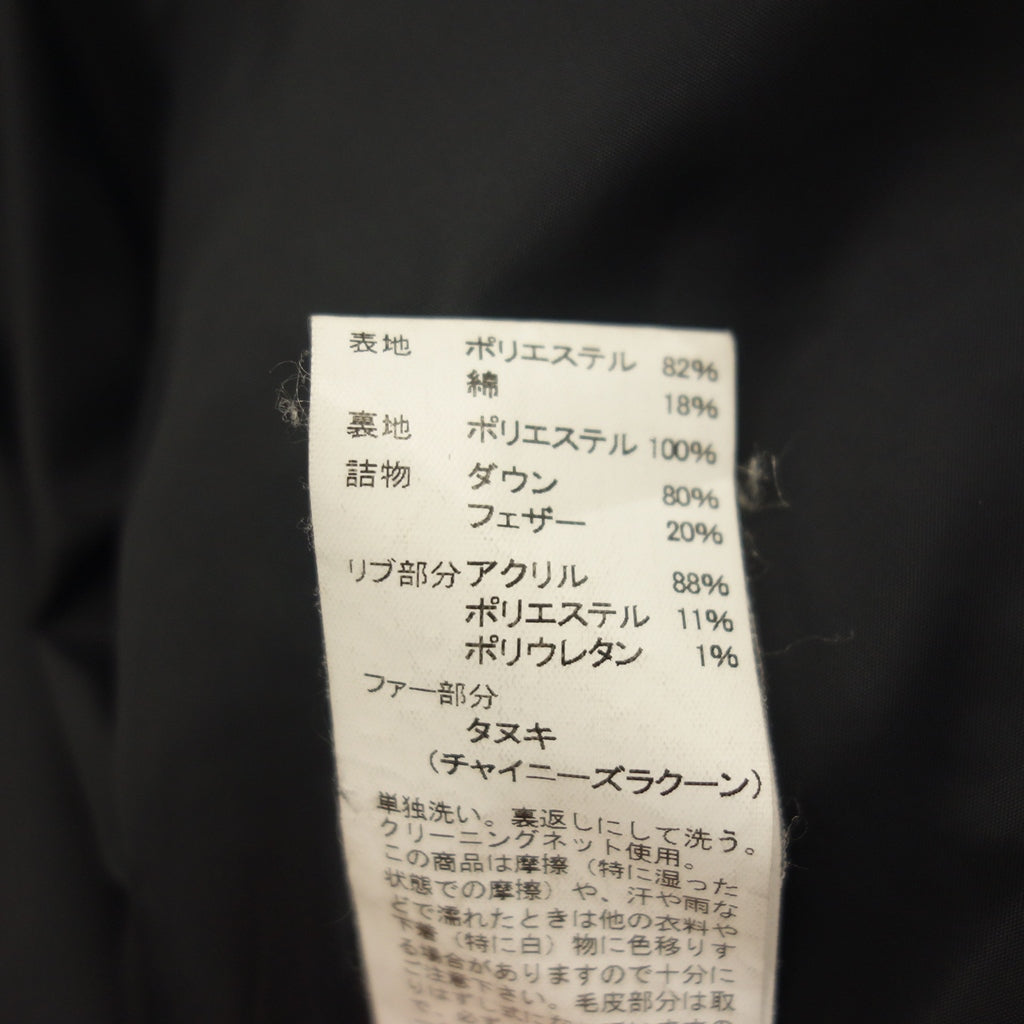 表地 ポリエステル 82%
綿 18%
裏地 ポリエステル 100%
詰物 ダウン 80%
フェザー 20%
リブ部分 アクリル 88%
ポリエステル 11%
ポリウレタン 1%
ファー部分
タヌキ
(チャイニーズラクーン)
単独洗い。裏返しにして洗う。
クリーニングネット使用。
この商品は摩擦(特に湿った
状態での摩擦)や、汗や雨な
どで濡れたときは他の衣料や
下着(特に白)物に色移りす
る場合がありますので十分に
ご注意下さい。毛皮部分は取
りはずし式に